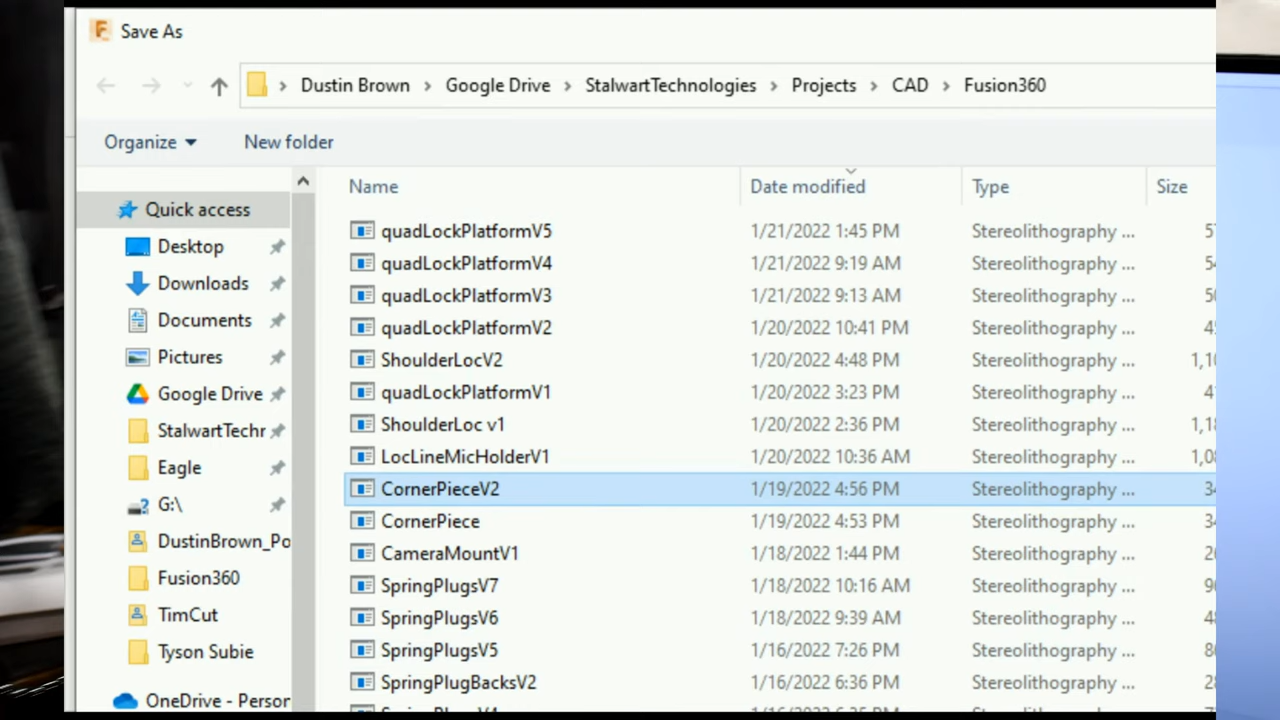 Save As
Dustin Brown > Google Drive > StalwartTechnologies > Projects > CAD > Fusion360
Organize New folder
Name Date modified Type Size
Quick access
Desktop
Downloads
Documents
Pictures
Google Drive
StalwartTechr
Eagle
G:\
DustinBrown_Po
Fusion360
TimCut
Tyson Subie
OneDrive - Person
quadLockPlatformV5 1/21/2022 1:45 PM Stereolithography ...
quadLockPlatformV4 1/21/2022 9:19 AM Stereolithography ...
quadLockPlatformV3 1/21/2022 9:13 AM Stereolithography ...
quadLockPlatformV2 1/20/2022 10:41 PM Stereolithography ...
ShoulderLocV2 1/20/2022 4:48 PM Stereolithography ...
quadLockPlatformV1 1/20/2022 3:23 PM Stereolithography ...
ShoulderLoc v1 1/20/2022 2:36 PM Stereolithography ...
LocLineMicHolderV1 1/20/2022 10:36 AM Stereolithography ...
CornerPieceV2 1/19/2022 4:56 PM Stereolithography ...
CornerPiece 1/19/2022 4:53 PM Stereolithography ...
CameraMountV1 1/18/2022 1:44 PM Stereolithography ...
SpringPlugsV7 1/18/2022 10:16 AM Stereolithography ...
SpringPlugsV6 1/18/2022 9:39 AM Stereolithography ...
SpringPlugsV5 1/16/2022 7:26 PM Stereolithography ...
SpringPlugBacksV2 1/16/2022 6:36 PM Stereolithography ...